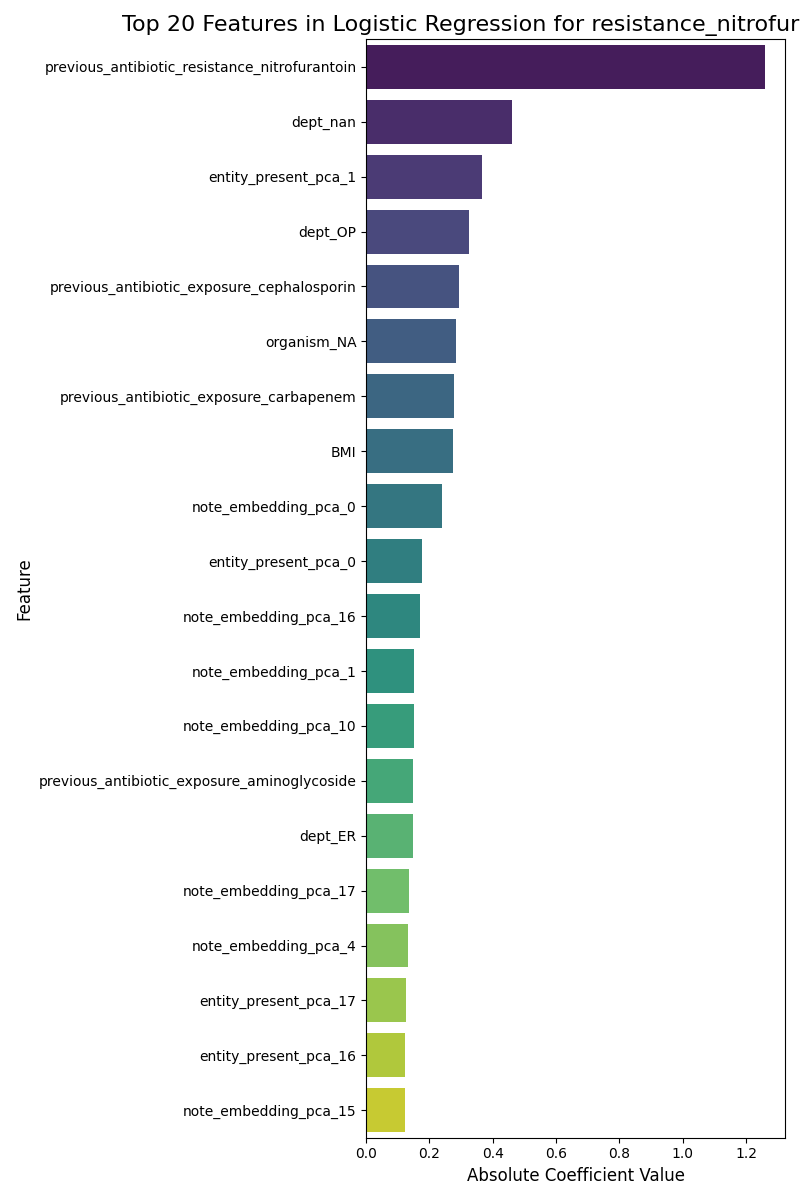 Top 20 Features in Logistic Regression for resistance_nitrofur
previous_antibiotic_resistance_nitrofurantoin
dept_nan
entity_present_pca_1
dept_OP
previous_antibiotic_exposure_cephalosporin
organism_NA
previous_antibiotic_exposure_carbapenem
BMI
note_embedding_pca_0
entity_present_pca_0
note_embedding_pca_16
note_embedding_pca_1
note_embedding_pca_10
previous_antibiotic_exposure_aminoglycoside
dept_ER
note_embedding_pca_17
note_embedding_pca_4
entity_present_pca_17
entity_present_pca_16
note_embedding_pca_15
Feature
0.0 0.2 0.4 0.6 0.8 1.0 1.2
Absolute Coefficient Value